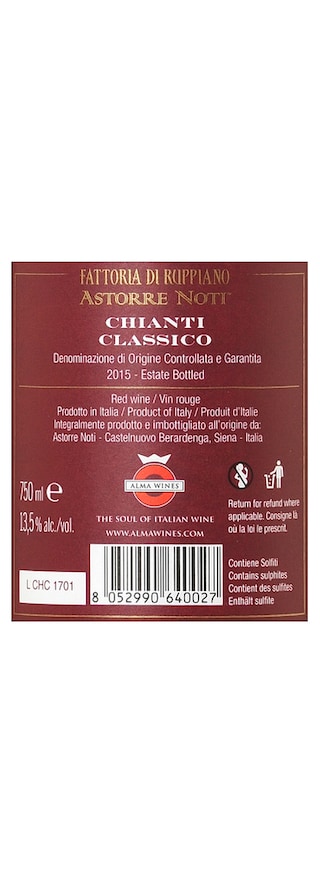 FATTORIA DI RUPPIANO
ASTORRE NOTI
CHIANTI
CLASSICO
Denominazione di Origine Controllata e Garantita
2015 - Estate Bottled
Red wine / Vin rouge
Prodotto in Italia / Product of Italy / Produit d'Italie
Integralmente prodotto e imbottigliato all'origine da:
Astorre Noti - Castelnuovo Berardenga, Siena - Italia
750 ml e
13,5% alc./vol.
ALMA WINES
THE SOUL OF ITALIAN WINE
WWW.ALMAWINES.COM
Return for refund where
applicable. Consigne là
où la loi le prescrit.
L CHC 1701
8 052990 640027
Contiene Solfiti
Contains sulphites
Contient des sulfites
Enthält sulfite